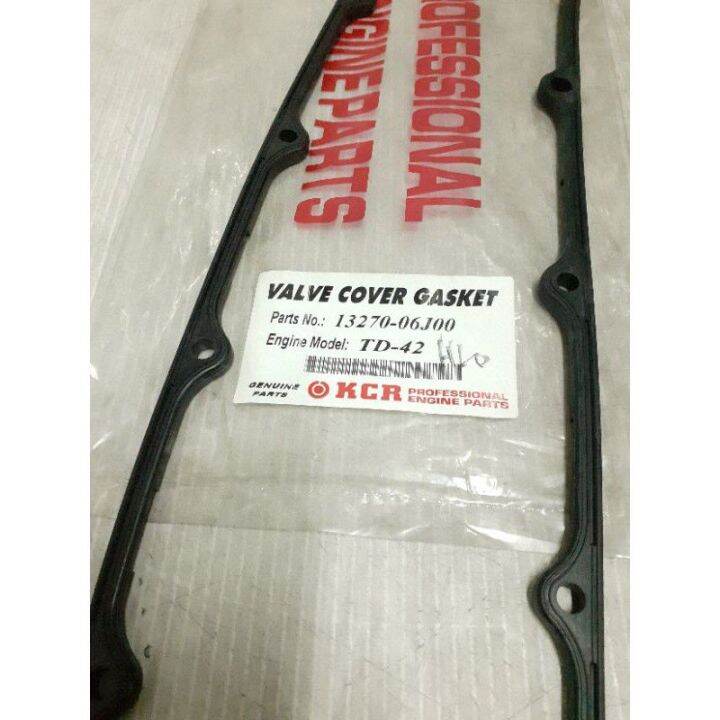 PROFESSIONAL
ENGINEPARTS
VALVE COVER GASKET
Parts No.: 13270-06J00
Engine Model: TD-42
GENUINE PARTS
KCR PROFESSIONAL ENGINE PARTS